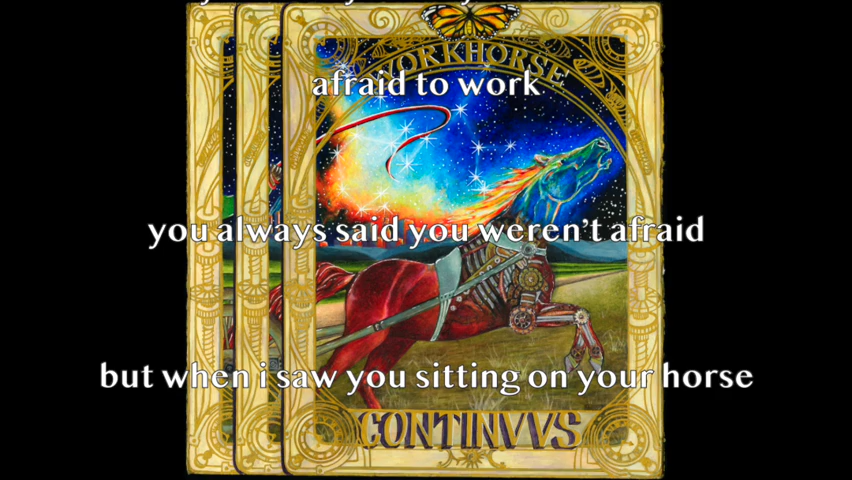 WORKHORSE
afraid to work
you always said you weren't afraid
but when i saw you sitting on your horse
CONTINVVS